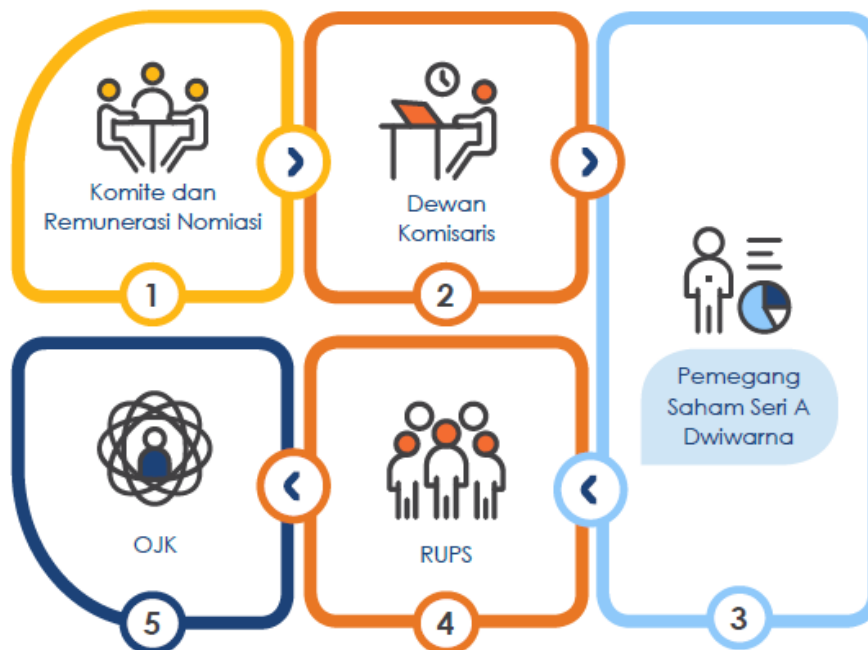 Komite dan
Remunerasi Nomiasi
1
Dewan
Komisaris
2
Pemegang
Saham Seri A
Dwiwarna
3
RUPS
4
OJK
5